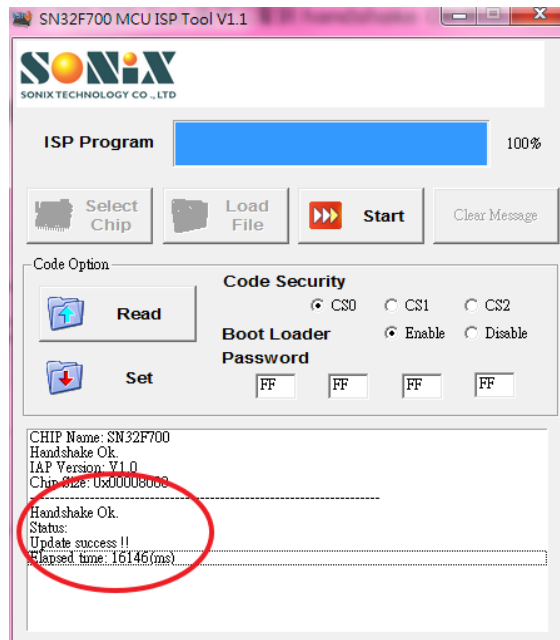 SN32F700 MCU ISP Tool V1.1
SONiX
SONIX TECHNOLOGY CO .,LTD
ISP Program
100%
Select Chip
Load File
Start
Clear Message
Code Option
Read
Code Security
CS0 CS1 CS2
Boot Loader
Enable Disable
Password
Set
FF FF FF FF
CHIP Name: SN32F700
Handshake Ok.
IAP Version: V1.0
Chip Size: 0x00008000
--------------------------------------------------------------------
Handshake Ok.
Status:
Update success !!
Elapsed time: 16146(ms)